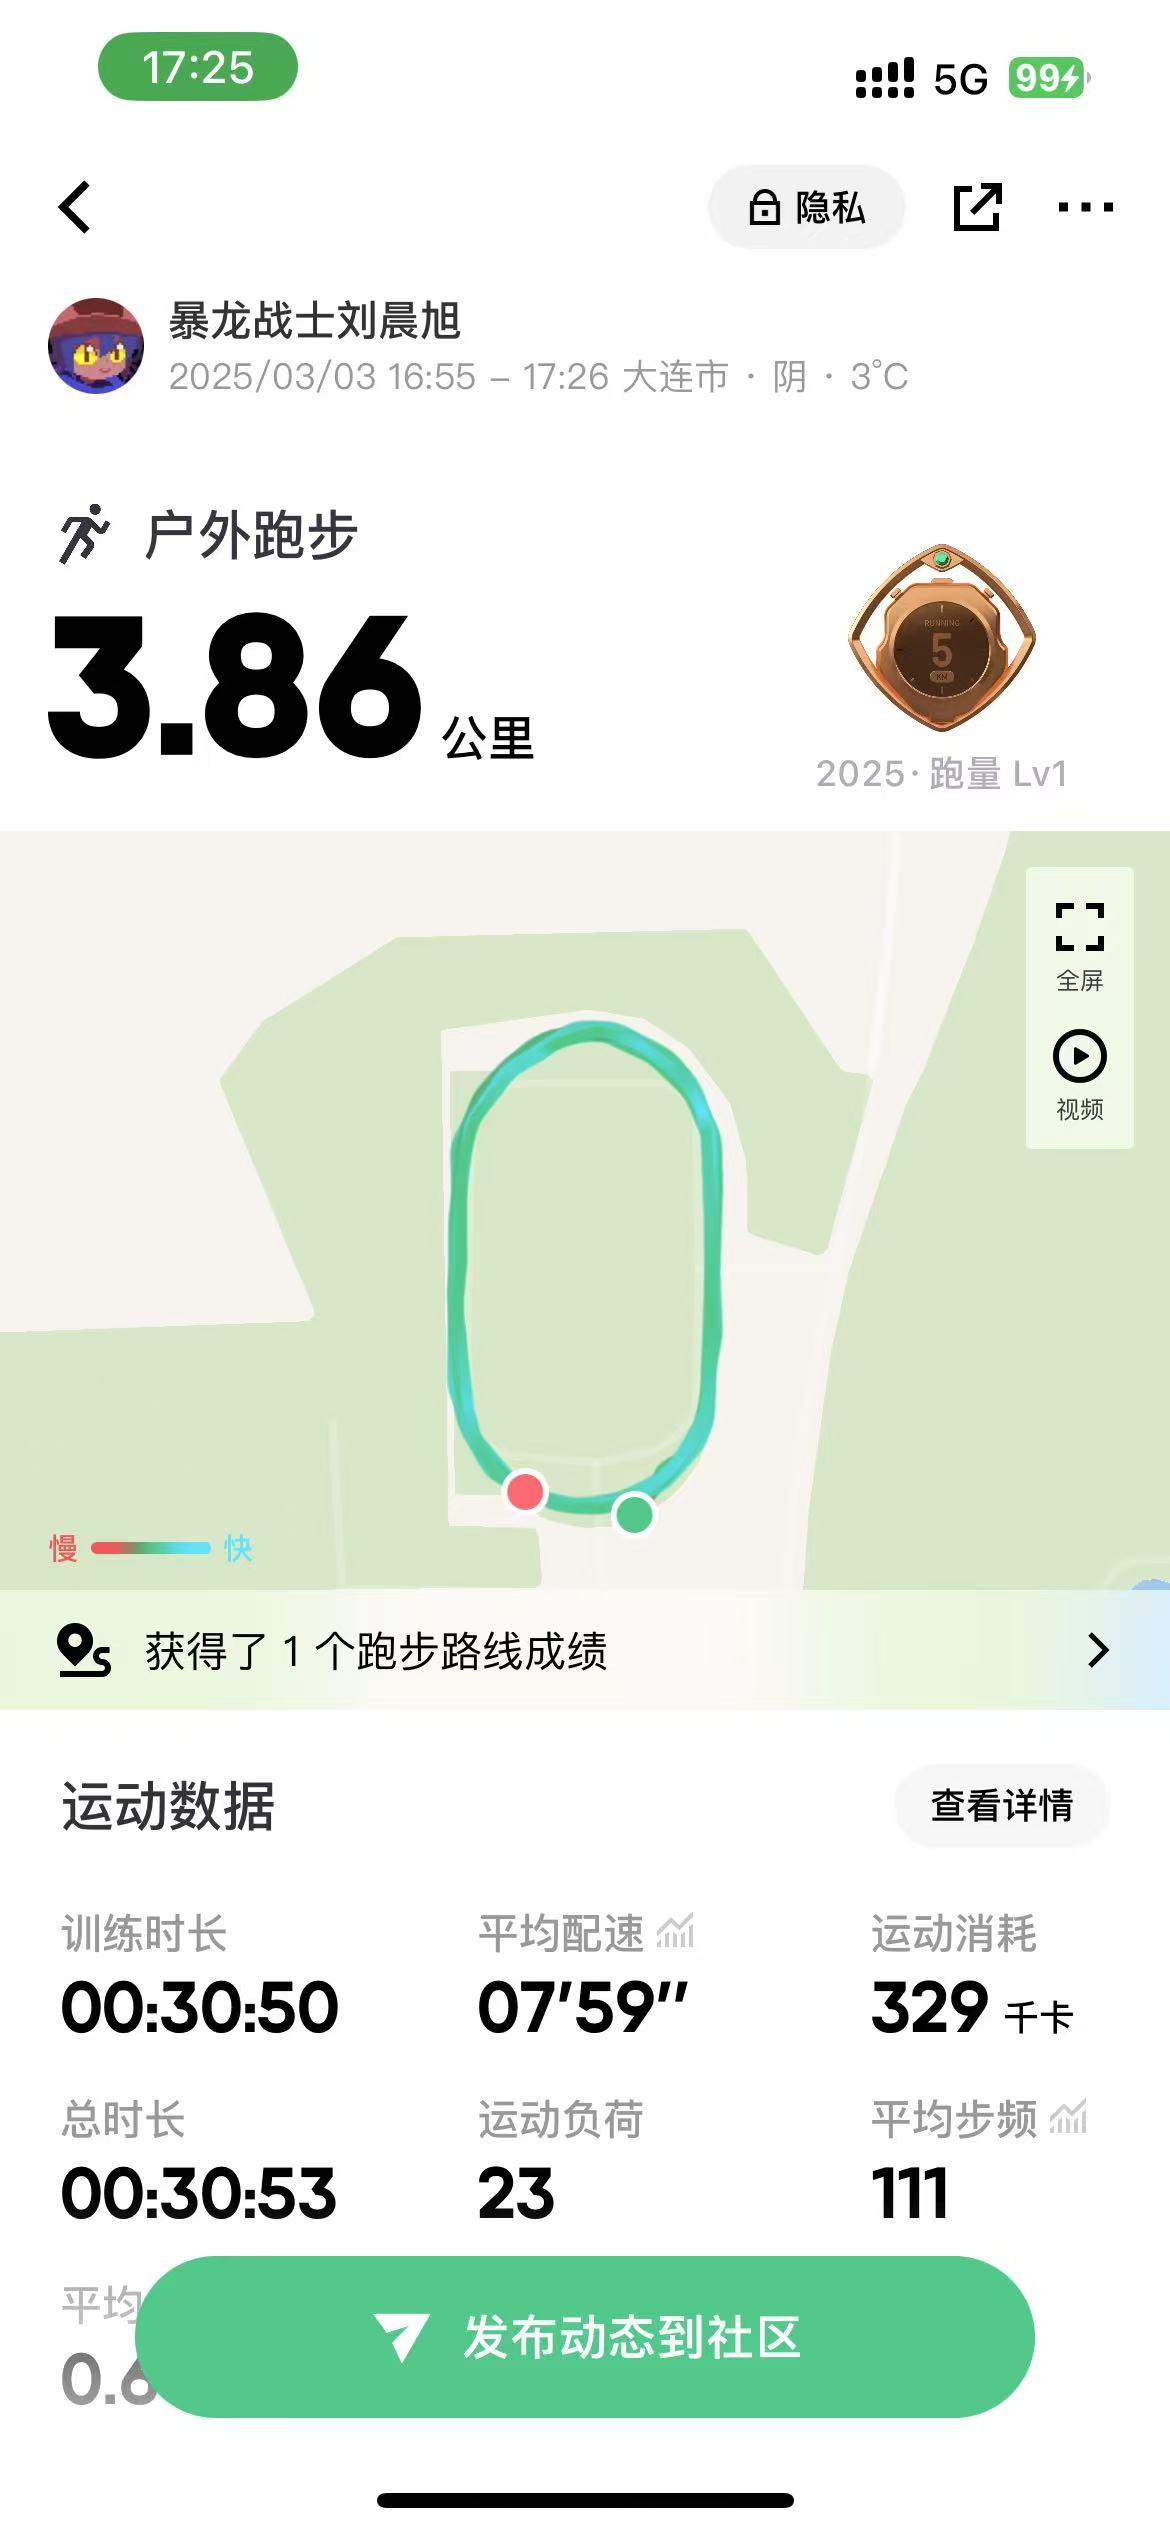 17:25
5G 99
隐私
暴龙战士刘晨旭
2025/03/03 16:55 – 17:26 大连市 · 阴 · 3℃
户外跑步
3.86 公里
RUNNING
5
KM
2025·跑量 Lv1
全屏
视频
慢 快
获得了 1 个跑步路线成绩
运动数据
查看详情
训练时长 平均配速 运动消耗
00:30:50 07'59'' 329 千卡
总时长 运动负荷 平均步频
00:30:53 23 111
平均
0.6
发布动态到社区